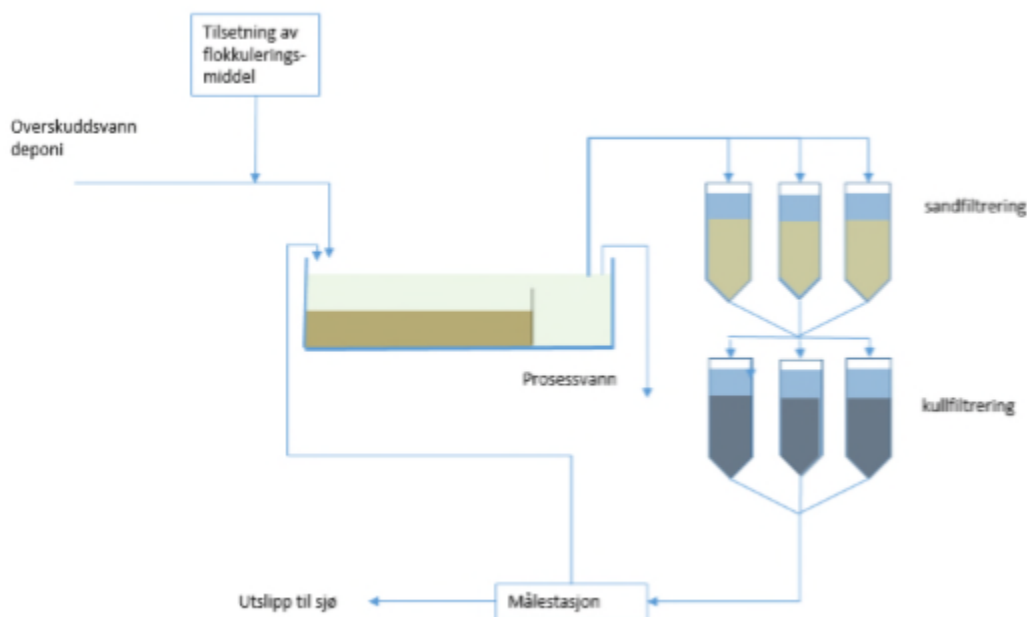 Tilsetning av
flokkulerings-
middel
Overskuddsvann
deponi
sandfiltrering
Prosessvann
kullfiltrering
Utslipp til sjø
Målestasjon